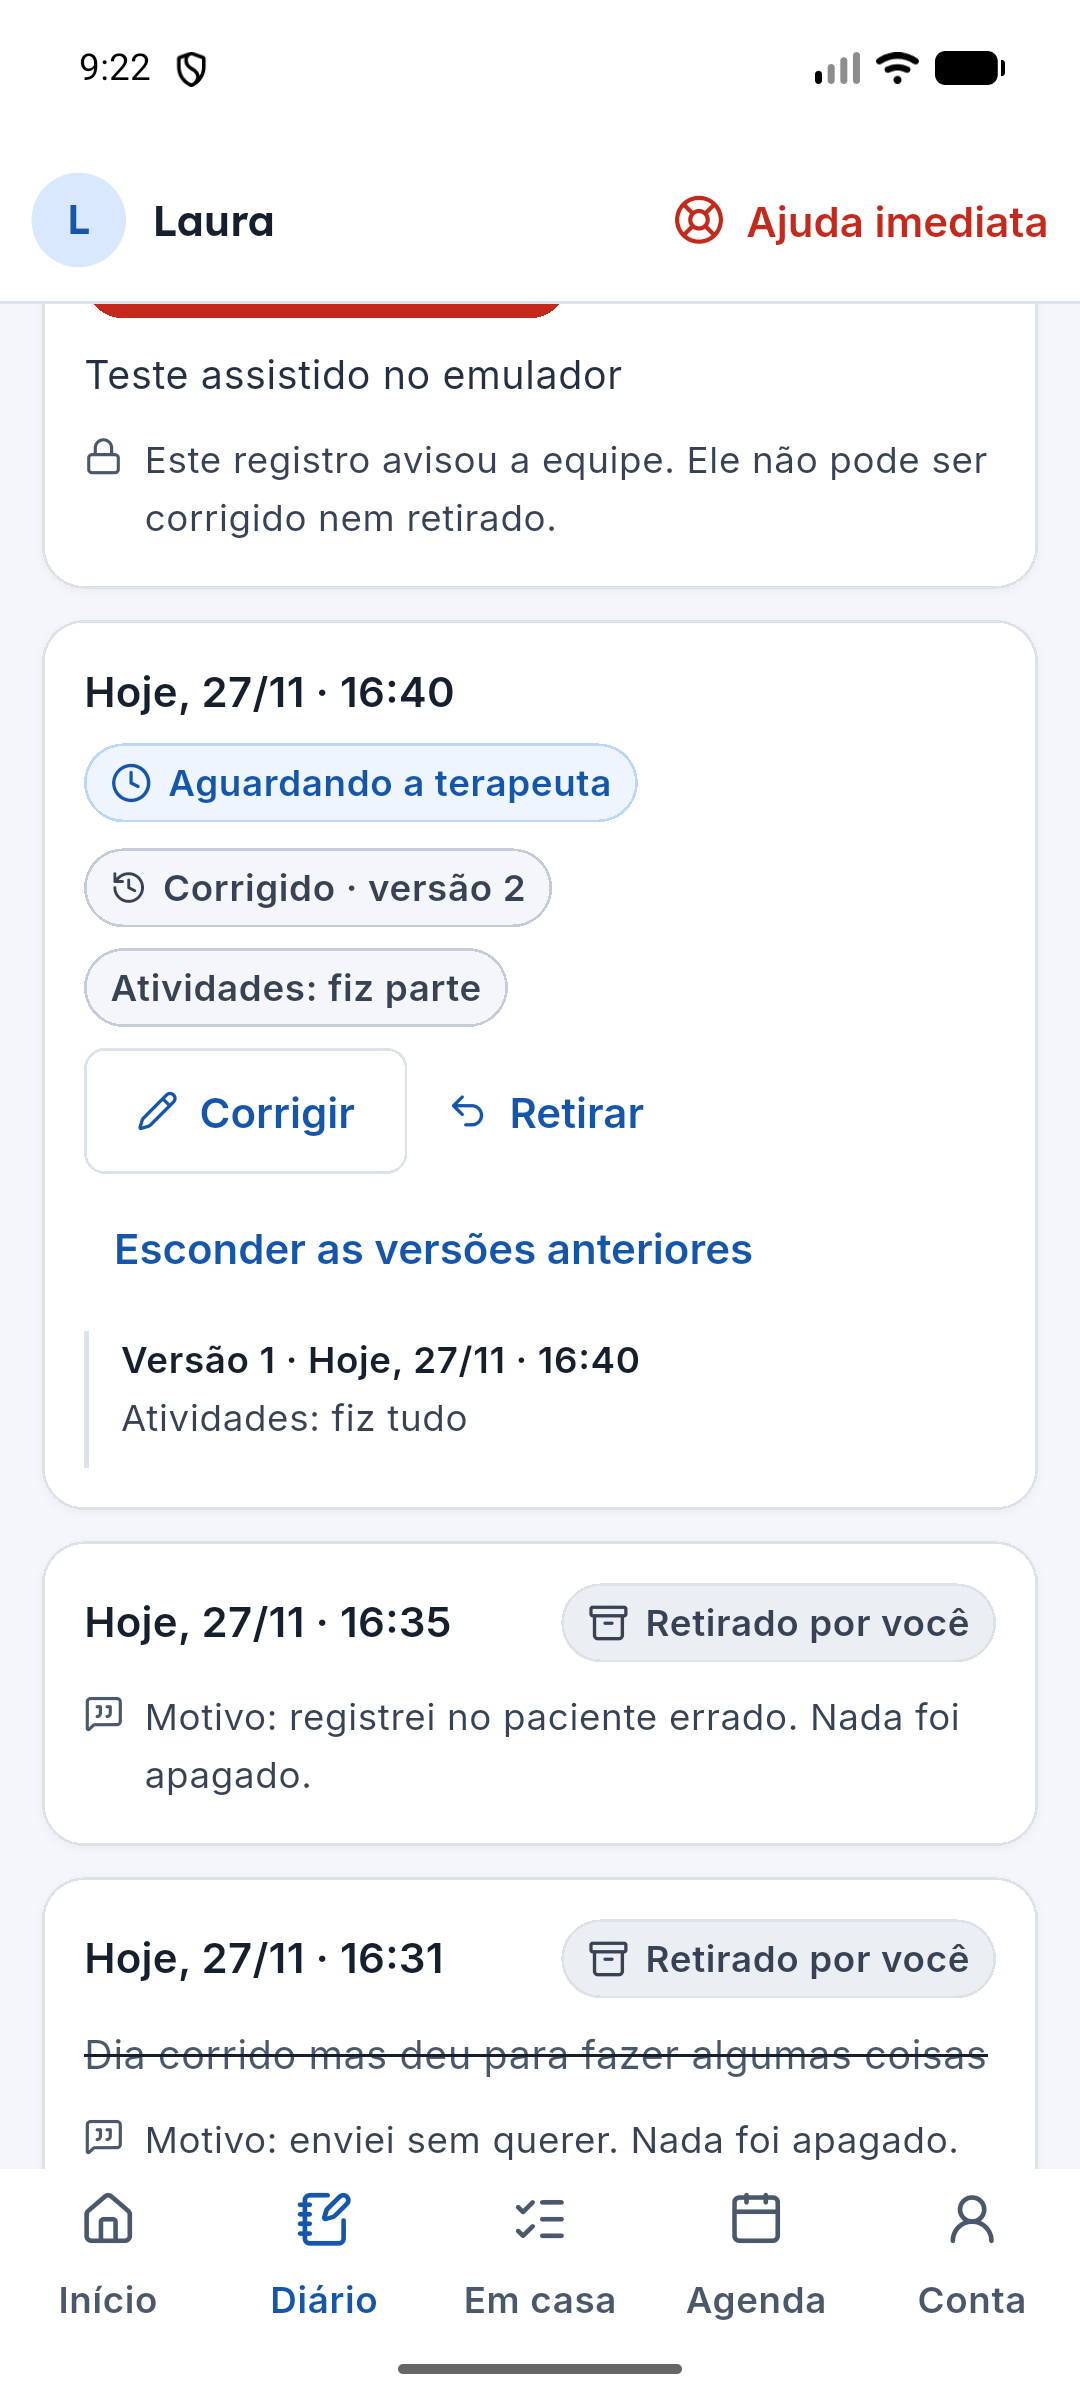 9:22
L
Laura
Ajuda imediata
Teste assistido no emulador
Este registro avisou a equipe. Ele não pode ser
corrigido nem retirado.
Hoje, 27/11 · 16:40
Aguardando a terapeuta
Corrigido · versão 2
Atividades: fiz parte
Corrigir
Retirar
Esconder as versões anteriores
Versão 1 · Hoje, 27/11 · 16:40
Atividades: fiz tudo
Hoje, 27/11 · 16:35
Retirado por você
Motivo: registrei no paciente errado. Nada foi
apagado.
Hoje, 27/11 · 16:31
Retirado por você
Dia corrido mas deu para fazer algumas coisas
Motivo: enviei sem querer. Nada foi apagado.
Início
Diário
Em casa
Agenda
Conta